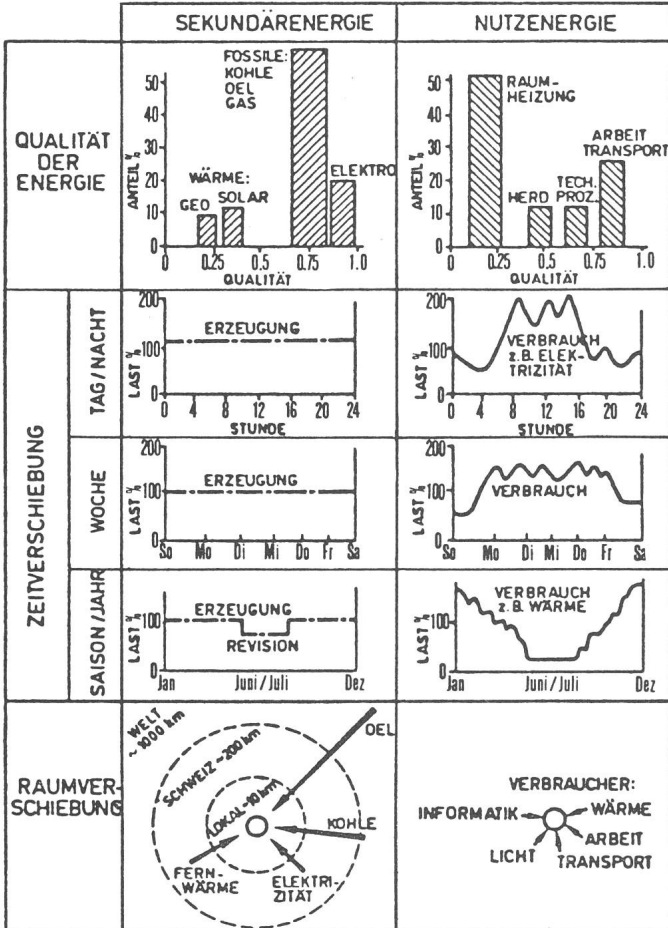 SEKUNDÄRENERGIE
NUTZENERGIE
QUALITÄT
DER
ENERGIE
ANTEIL %
50
40
30
20
10
0
FOSSILE:
KOHLE
OEL
GAS
WÄRME:
GEO
SOLAR
ELEKTRO
0.25
0.5
0.75
1.0
QUALITÄT
ANTEIL %
50
40
30
20
10
0
RAUM-
HEIZUNG
ARBEIT
TRANSPORT
HERD
TECH.
PROZ.
0
0.25
0.5
0.75
1.0
QUALITÄT
ZEITVERSCHIEBUNG
TAG/NACHT
LAST %
200
100
0
ERZEUGUNG
0 4 8 12 16 20 24
STUNDE
LAST %
200
100
0
VERBRAUCH
z.B. ELEK-
TRIZITÄT
0 4 8 12 16 20 24
STUNDE
WOCHE
LAST %
200
100
0
ERZEUGUNG
So Mo Di Mi Do Fr Sa
LAST %
200
100
0
VERBRAUCH
So Mo Di Mi Do Fr Sa
SAISON/JAHR
LAST %
100
0
ERZEUGUNG
REVISION
Jan Juni/Juli Dez
LAST %
100
0
VERBRAUCH
z.B. WÄRME
Jan Juni/Juli Dez
RAUMVER-
SCHIEBUNG
WELT
~1000 km
SCHWEIZ ~200 km
LOKAL ~10 km
OEL
KOHLE
FERN-
WÄRME
ELEKTRI-
ZITÄT
VERBRAUCHER:
INFORMATIK
WÄRME
LICHT
ARBEIT
TRANSPORT